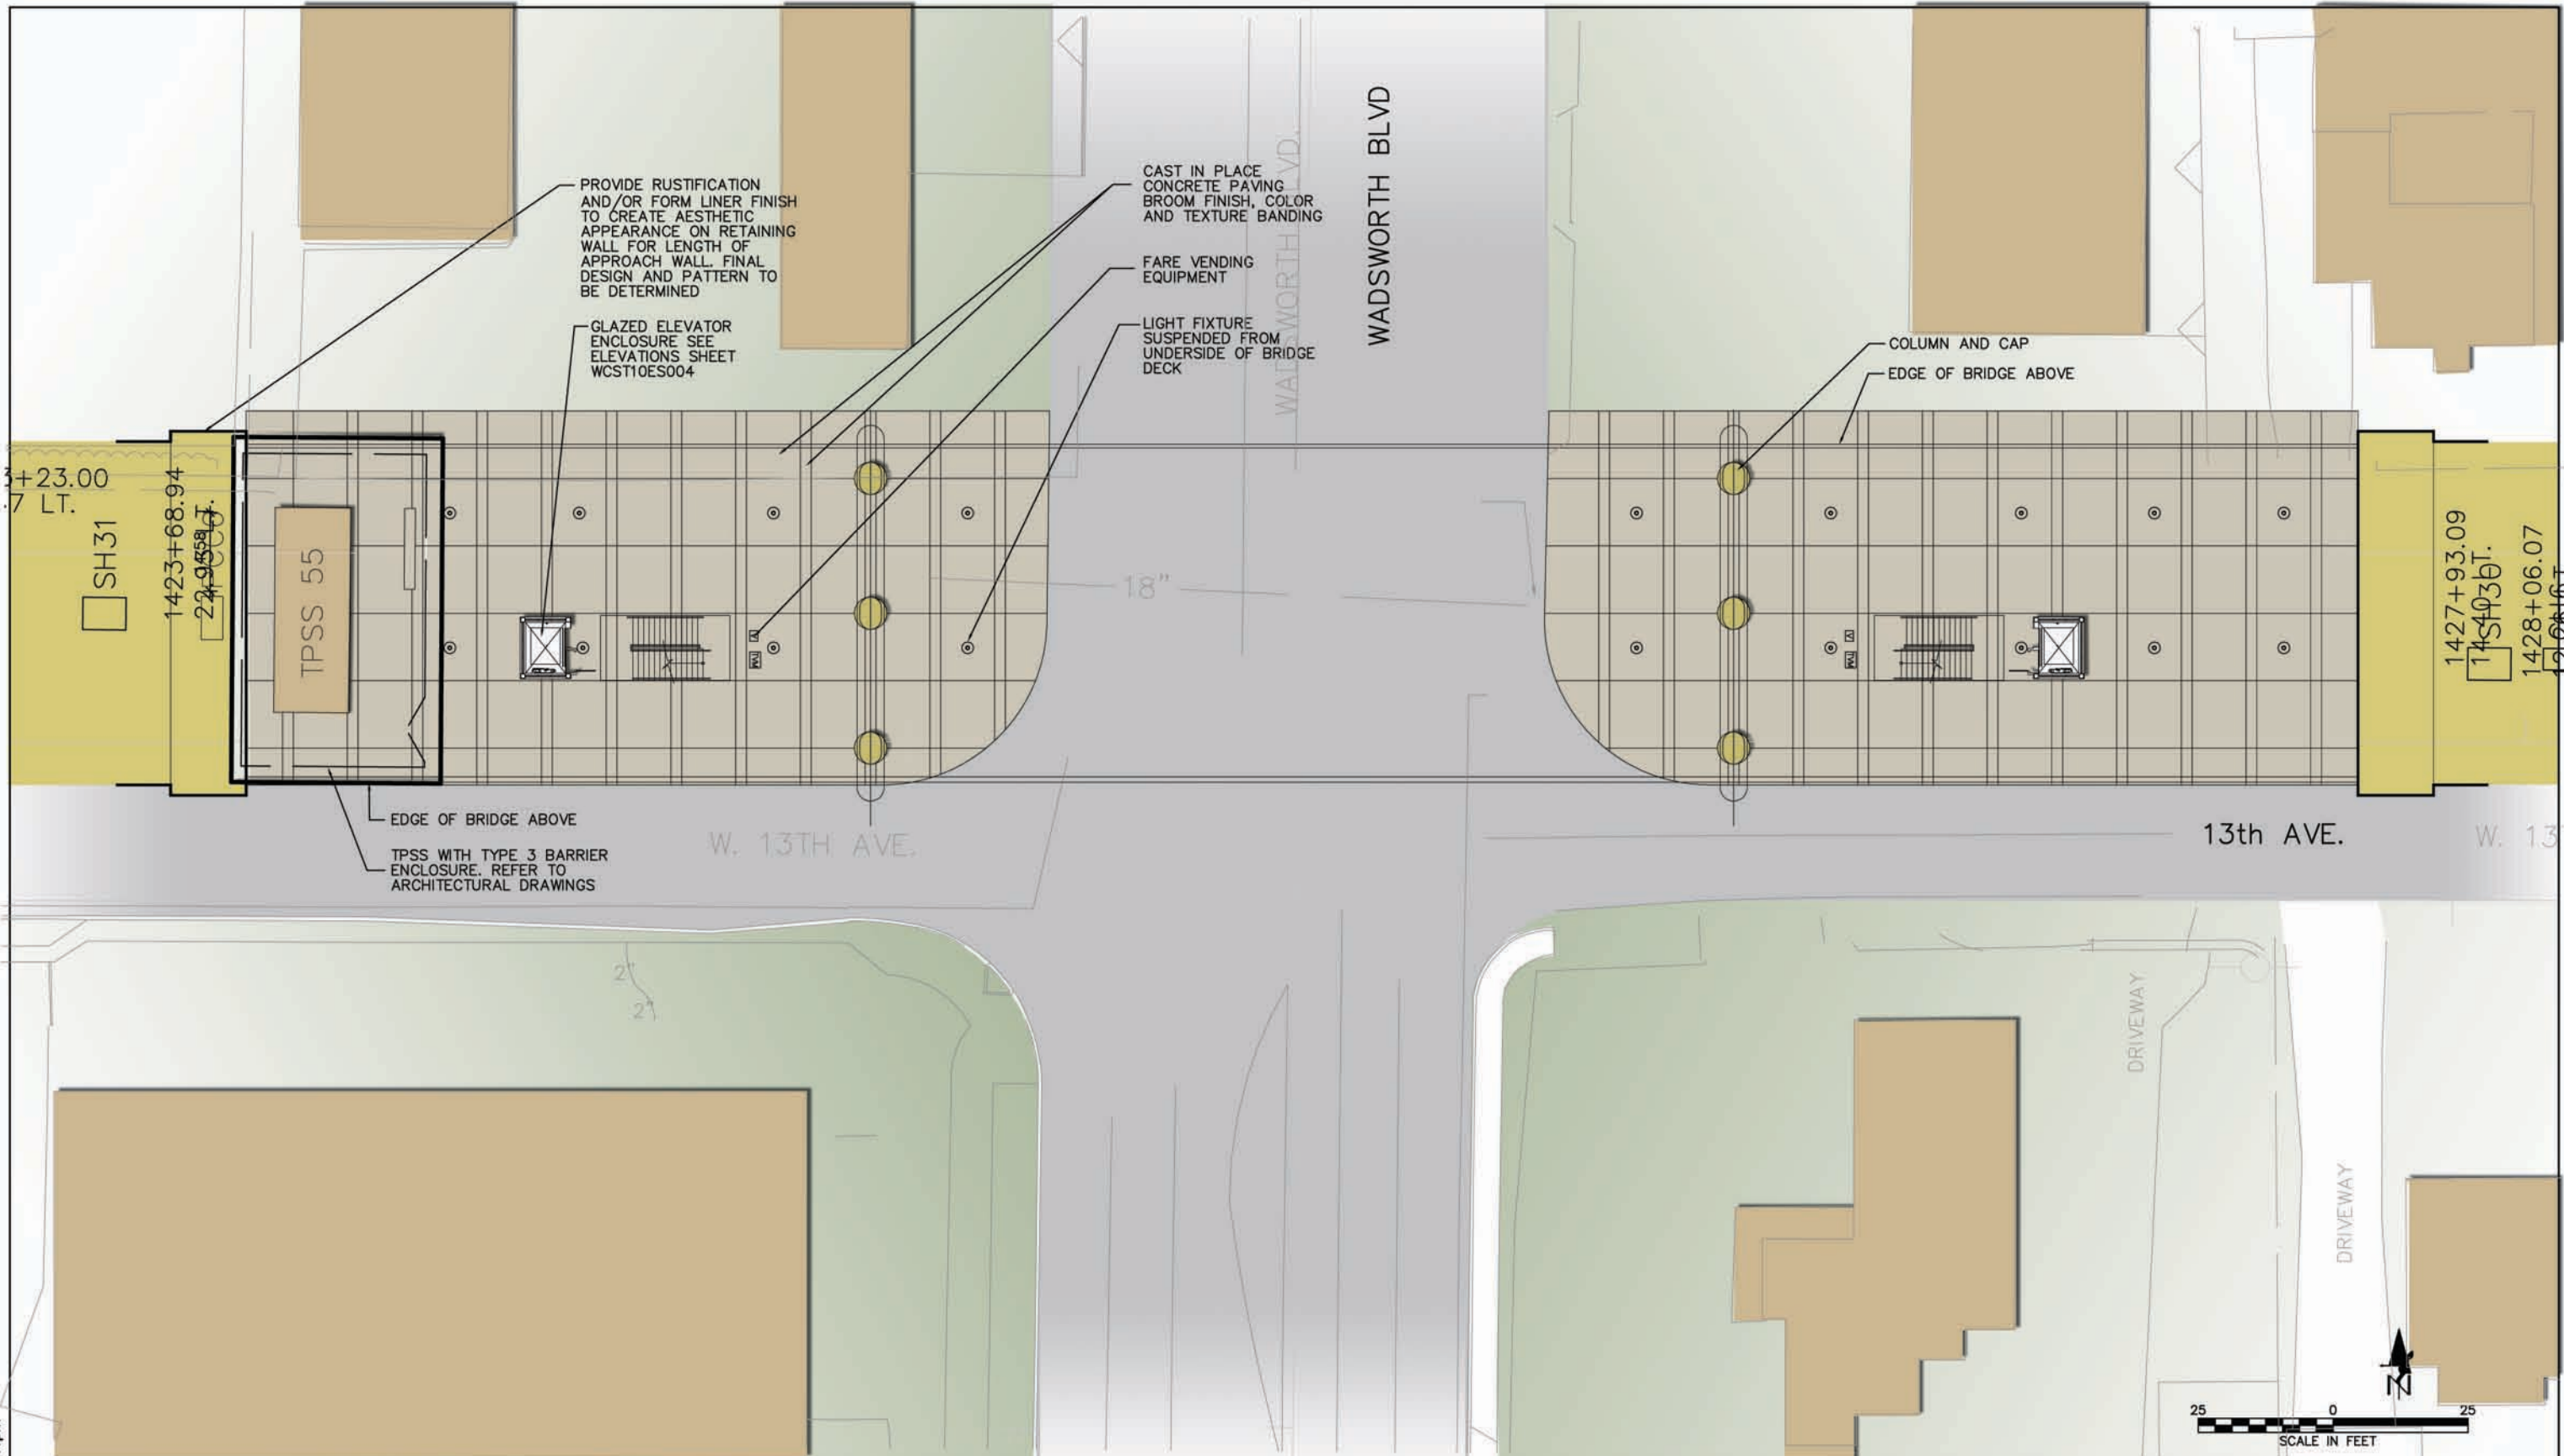 WADSWORTH BLVD
WADSWORTH BLVD.
PROVIDE RUSTIFICATION
AND/OR FORM LINER FINISH
TO CREATE AESTHETIC
APPEARANCE ON RETAINING
WALL FOR LENGTH OF
APPROACH WALL. FINAL
DESIGN AND PATTERN TO
BE DETERMINED
GLAZED ELEVATOR
ENCLOSURE SEE
ELEVATIONS SHEET
WCST10ES004
CAST IN PLACE
CONCRETE PAVING
BROOM FINISH, COLOR
AND TEXTURE BANDING
FARE VENDING
EQUIPMENT
LIGHT FIXTURE
SUSPENDED FROM
UNDERSIDE OF BRIDGE
DECK
COLUMN AND CAP
EDGE OF BRIDGE ABOVE
3+23.00
.7 LT.
SH31
1423+68.94
TPSS 55
V
TVM
18"
V
TVM
1427+93.09
1428+06.07
EDGE OF BRIDGE ABOVE
TPSS WITH TYPE 3 BARRIER
ENCLOSURE. REFER TO
ARCHITECTURAL DRAWINGS
W. 13TH AVE.
13th AVE.
W. 13
2"
2"
DRIVEWAY
DRIVEWAY
N
25 0 25
SCALE IN FEET